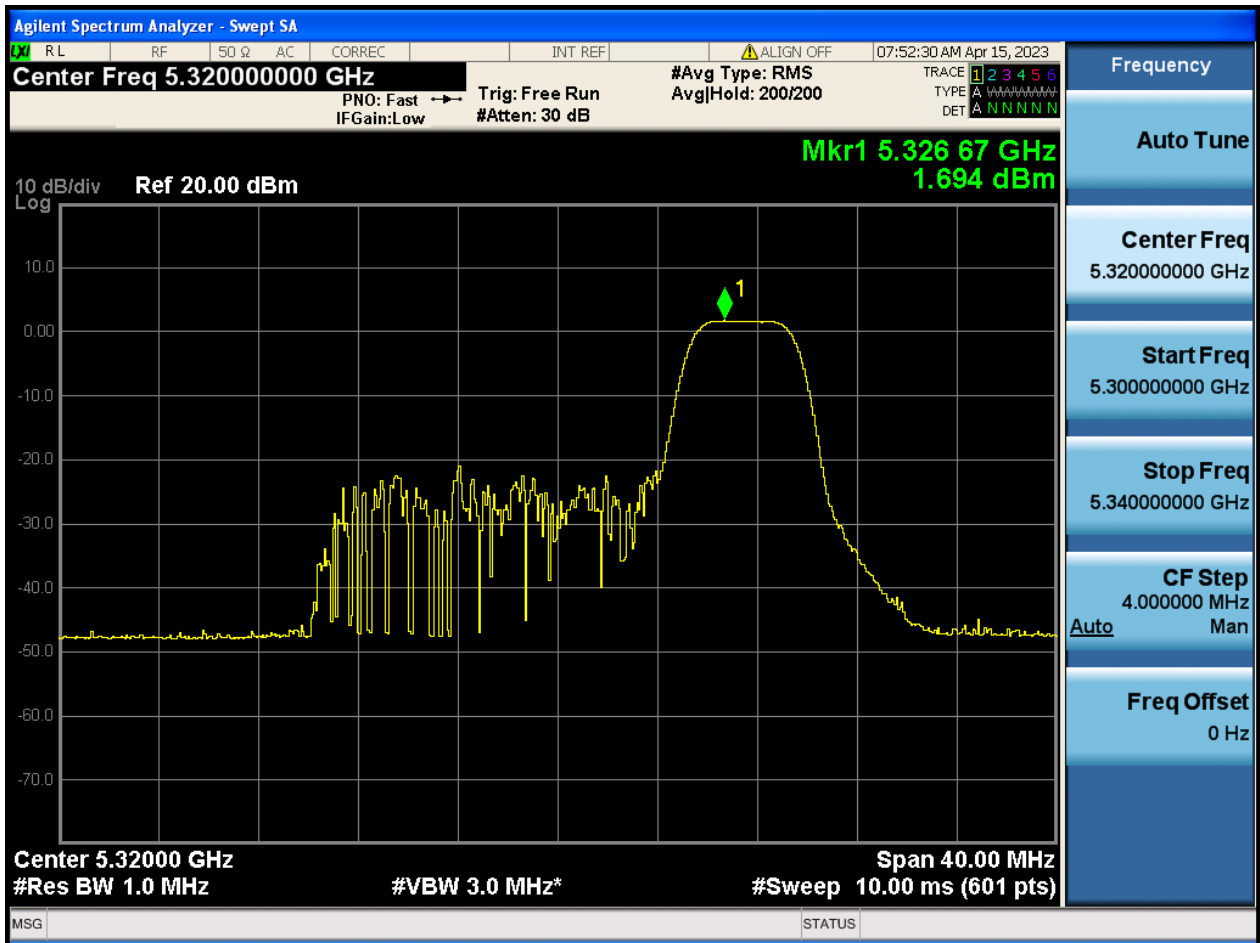 Agilent Spectrum Analyzer - Swept SA
LXI RL RF 50 Ω AC CORREC INT REF ALIGN OFF 07:52:30 AM Apr 15, 2023
Center Freq 5.320000000 GHz
PNO: Fast
IFGain:Low
Trig: Free Run
#Atten: 30 dB
#Avg Type: RMS
Avg|Hold: 200/200
TRACE 1 2 3 4 5 6
TYPE A WWWWW
DET A N N N N N
Mkr1 5.326 67 GHz
1.694 dBm
10 dB/div Ref 20.00 dBm
Log
10.0
0.00
-10.0
-20.0
-30.0
-40.0
-50.0
-60.0
-70.0
1
Center 5.32000 GHz
Span 40.00 MHz
#Res BW 1.0 MHz
#VBW 3.0 MHz*
#Sweep 10.00 ms (601 pts)
MSG
STATUS
Frequency
Auto Tune
Center Freq
5.320000000 GHz
Start Freq
5.300000000 GHz
Stop Freq
5.340000000 GHz
CF Step
4.000000 MHz
Auto Man
Freq Offset
0 Hz